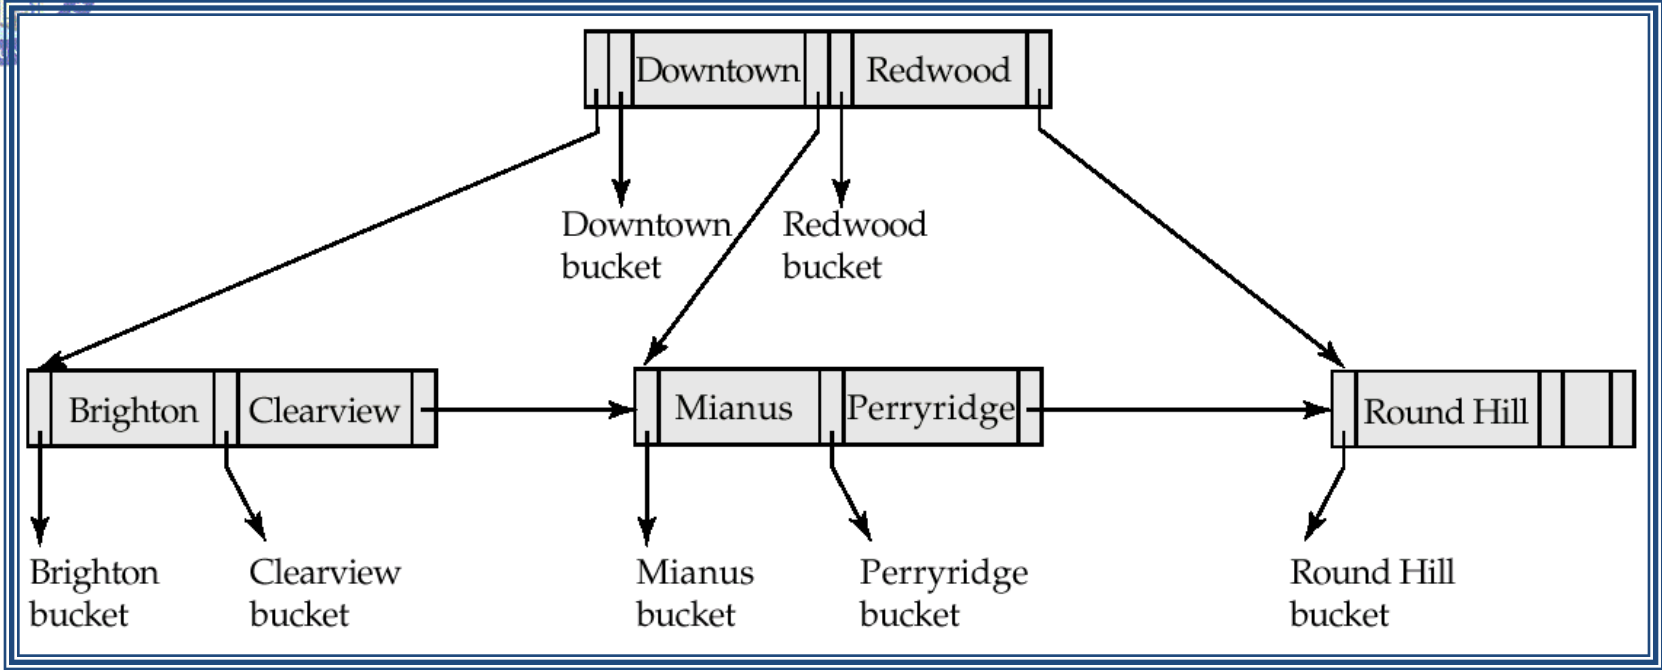 Downtown Redwood
Downtown
bucket
Redwood
bucket
Brighton Clearview Mianus Perryridge Round Hill
Brighton
bucket
Clearview
bucket
Mianus
bucket
Perryridge
bucket
Round Hill
bucket